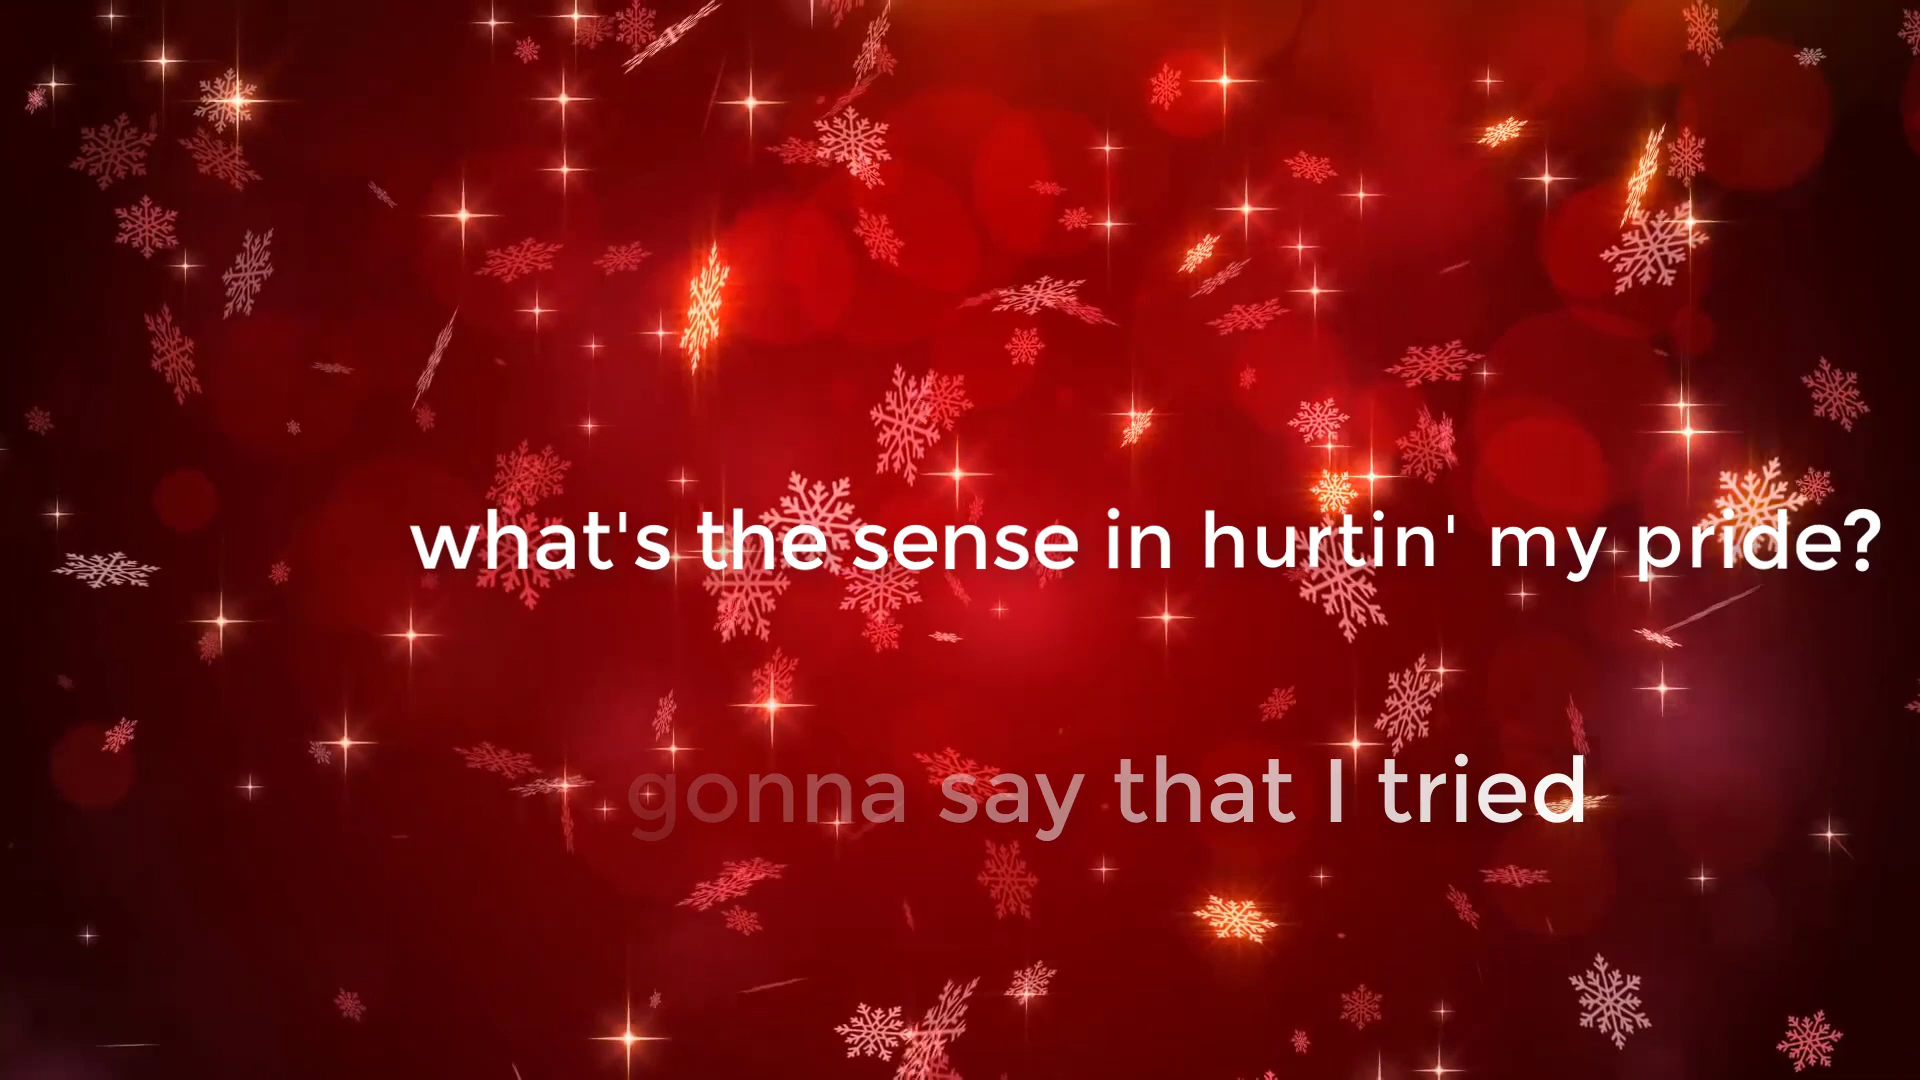 what's the sense in hurtin' my pride?
gonna say that I tried